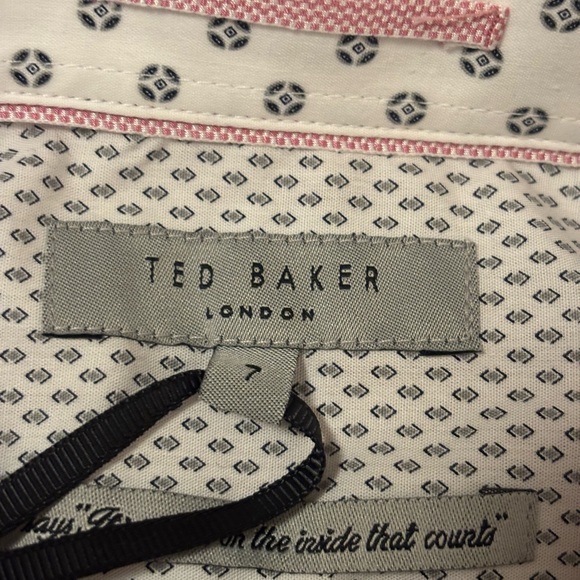 TED BAKER
LONDON
7
on the inside that counts"